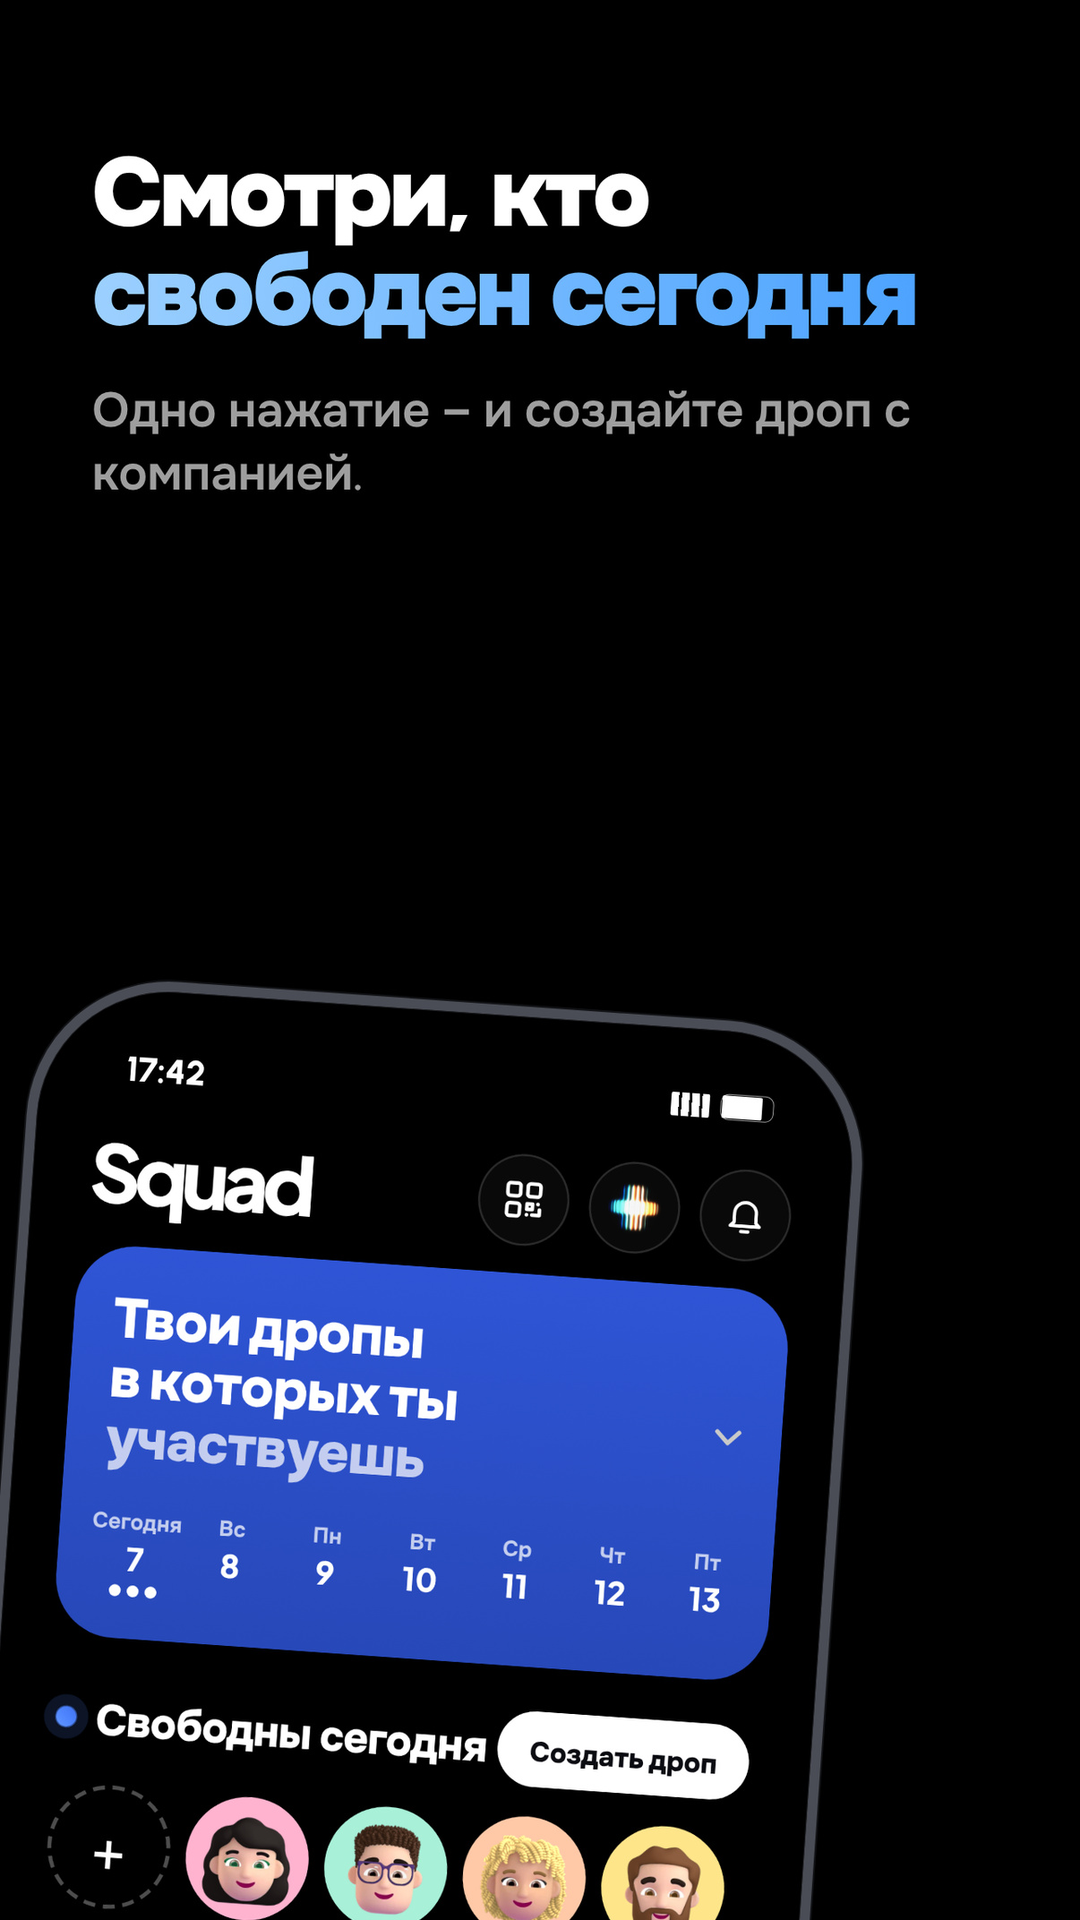 Смотри, кто
свободен сегодня
Одно нажатие – и создайте дроп с
компанией.
17:42
Squad
Твои дропы
в которых ты
участвуешь
Сегодня Вс Пн Вт Ср Чт Пт
7 8 9 10 11 12 13
Свободны сегодня
Создать дроп